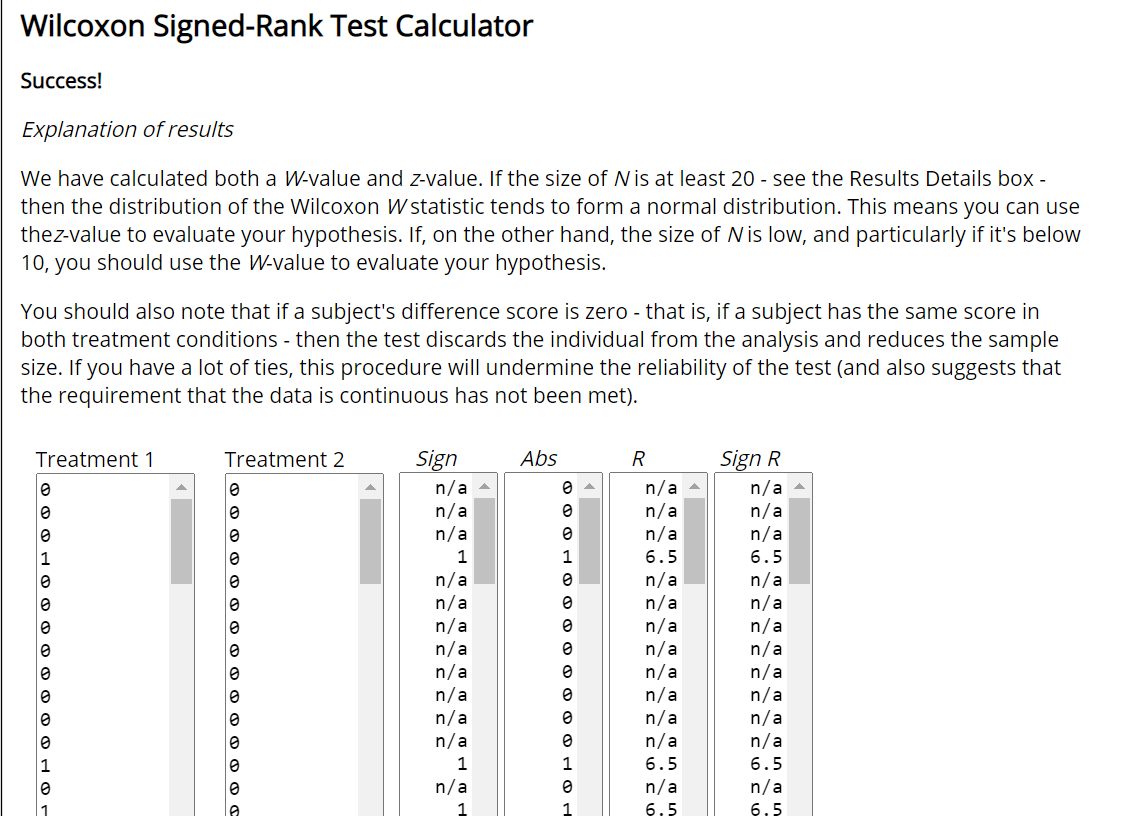 Wilcoxon Signed-Rank Test Calculator
Success!
Explanation of results
We have calculated both a W-value and z-value. If the size of N is at least 20 - see the Results Details box -
then the distribution of the Wilcoxon W statistic tends to form a normal distribution. This means you can use
thez-value to evaluate your hypothesis. If, on the other hand, the size of N is low, and particularly if it's below
10, you should use the W-value to evaluate your hypothesis.
You should also note that if a subject's difference score is zero - that is, if a subject has the same score in
both treatment conditions - then the test discards the individual from the analysis and reduces the sample
size. If you have a lot of ties, this procedure will undermine the reliability of the test (and also suggests that
the requirement that the data is continuous has not been met).
Treatment 1 Treatment 2 Sign Abs R Sign R
0 0 n/a 0 n/a n/a
0 0 n/a 0 n/a n/a
0 0 n/a 0 n/a n/a
1 0 1 1 6.5 6.5
0 0 n/a 0 n/a n/a
0 0 n/a 0 n/a n/a
0 0 n/a 0 n/a n/a
0 0 n/a 0 n/a n/a
0 0 n/a 0 n/a n/a
0 0 n/a 0 n/a n/a
0 0 n/a 0 n/a n/a
0 0 n/a 0 n/a n/a
1 0 1 1 6.5 6.5
0 0 n/a 0 n/a n/a
1 0 1 1 6.5 6.5